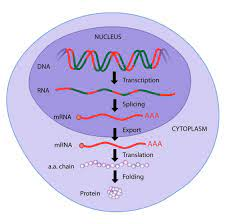 NUCLEUS
DNA
Transcription
RNA
Splicing
mRNA AAA
Export
CYTOPLASM
mRNA AAA
Translation
a.a. chain
Folding
Protein